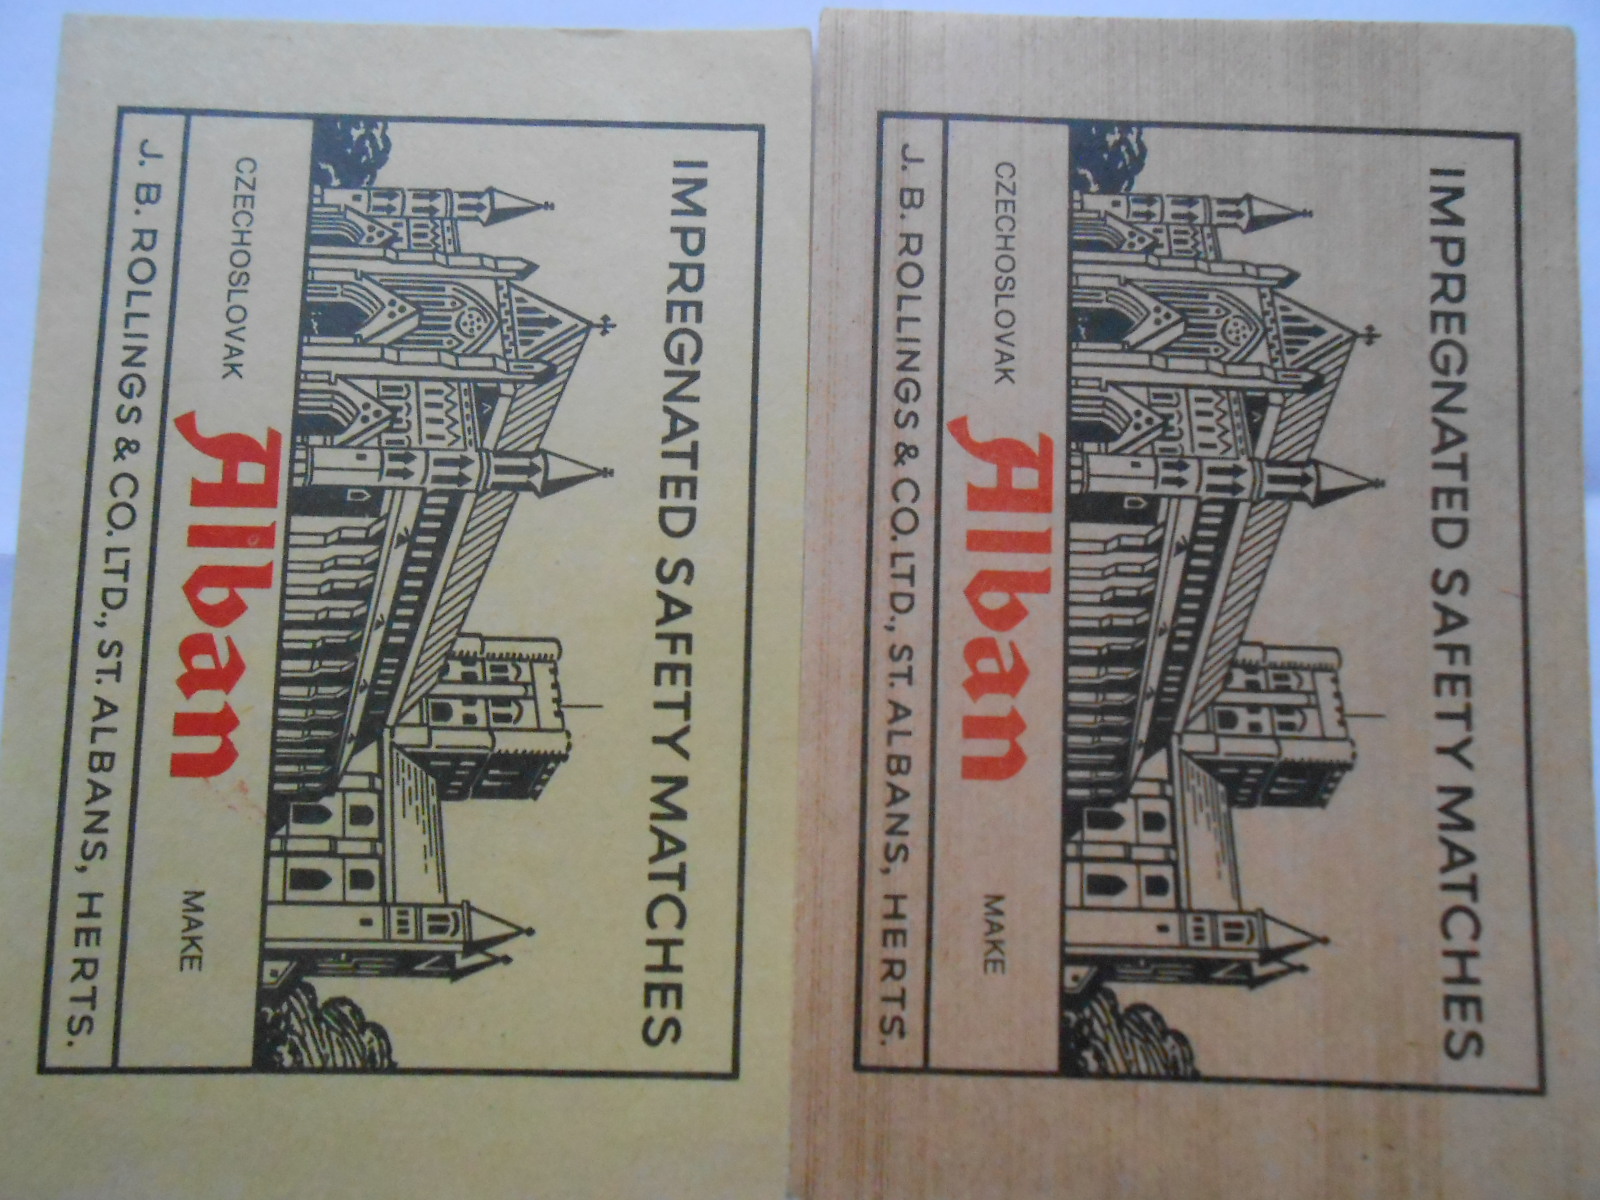 IMPREGNATED SAFETY MATCHES
CZECHOSLOVAK Alban MAKE
J. B. ROLLINGS & CO. LTD., ST. ALBANS, HERTS.
IMPREGNATED SAFETY MATCHES
CZECHOSLOVAK Alban MAKE
J. B. ROLLINGS & CO. LTD., ST. ALBANS, HERTS.